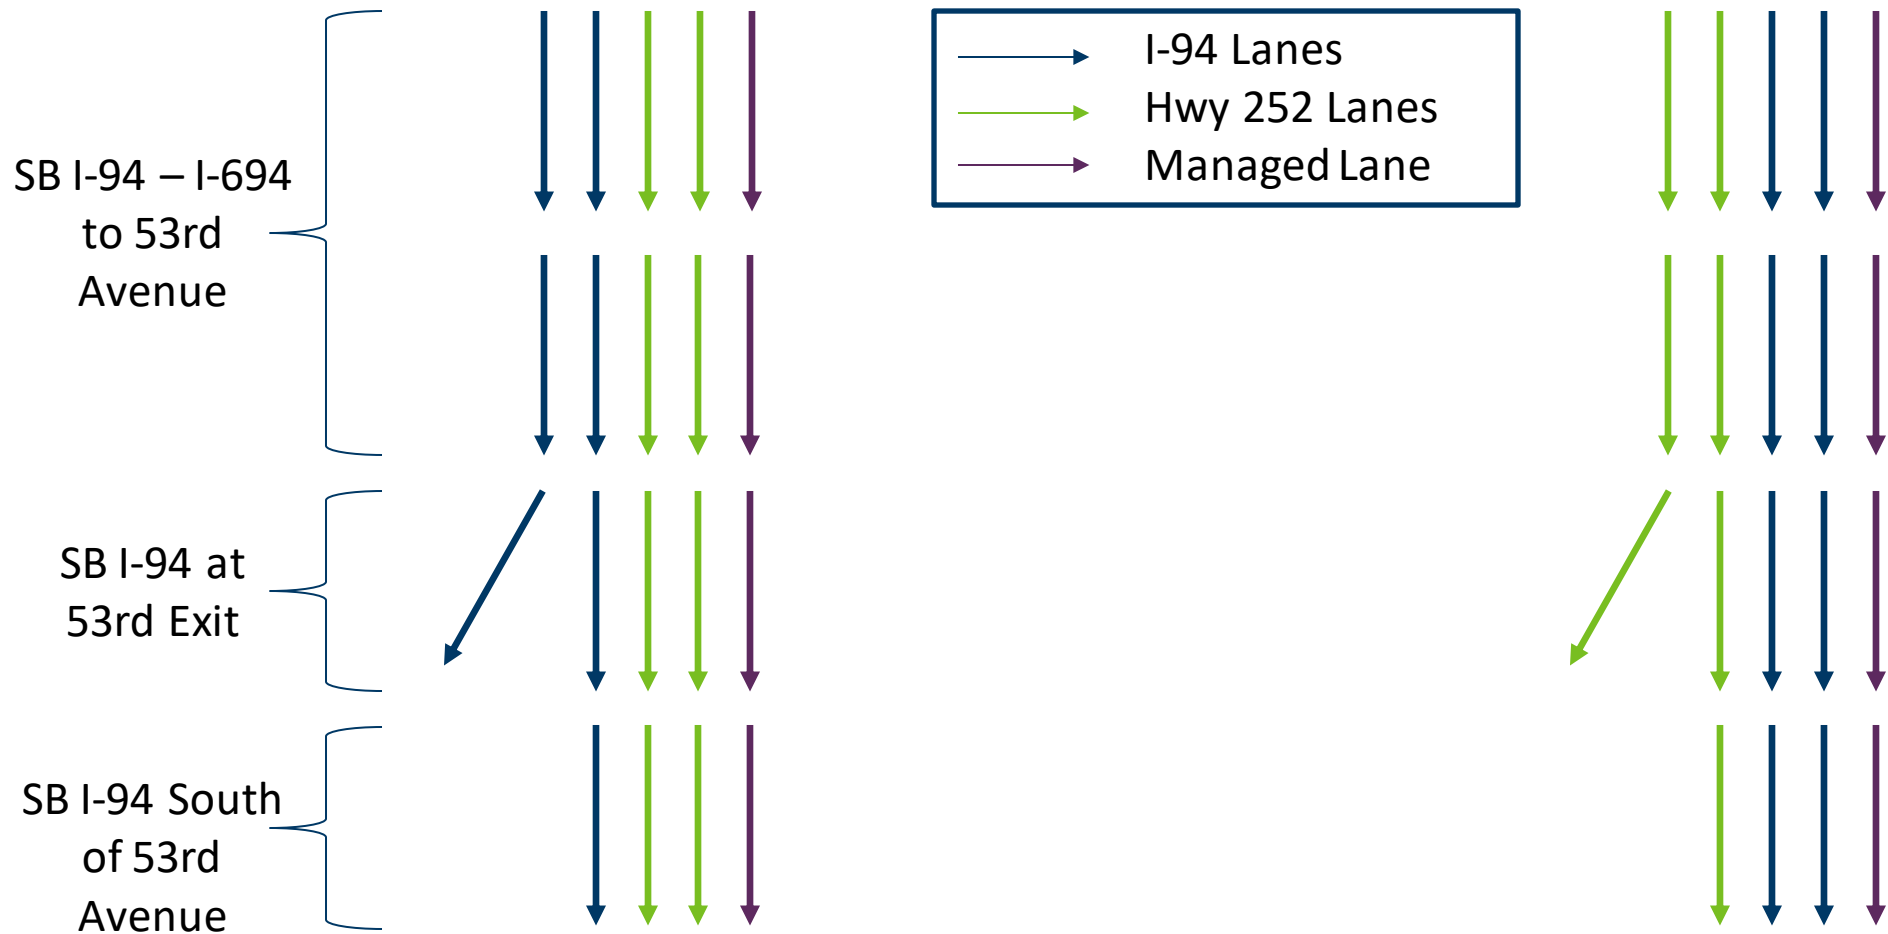 I-94 Lanes
Hwy 252 Lanes
Managed Lane
SB I-94 – I-694
to 53rd
Avenue
SB I-94 at
53rd Exit
SB I-94 South
of 53rd
Avenue